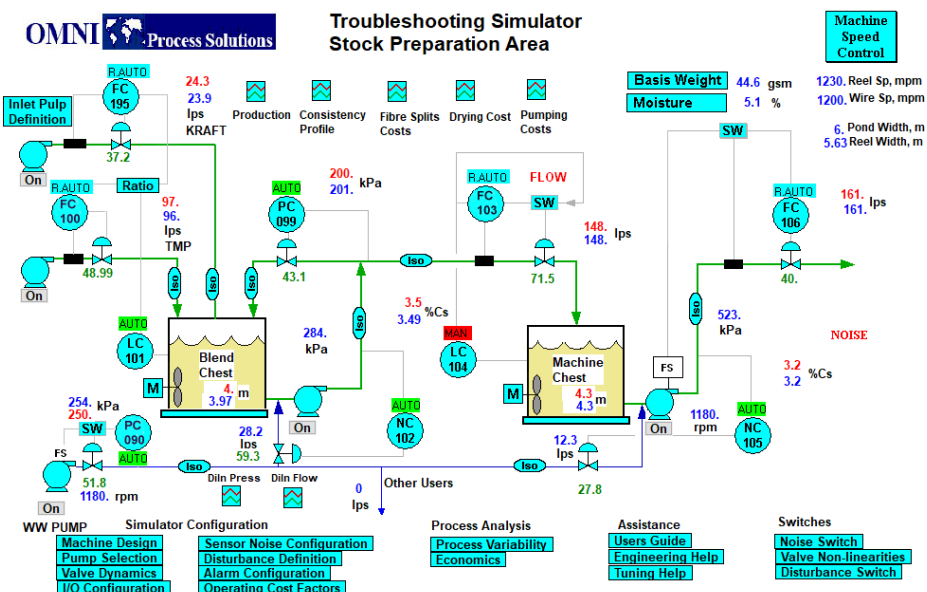 OMNI Process Solutions
Troubleshooting Simulator
Stock Preparation Area
Machine
Speed
Control
R.AUTO
FC
195
24.3
23.9
lps
KRAFT
Inlet Pulp
Definition
37.2
On
Production
Consistency
Profile
Fibre Splits
Costs
Drying Cost
Pumping
Costs
Basis Weight 44.6 gsm
Moisture 5.1 %
1230. Reel Sp, mpm
1200. Wire Sp, mpm
6. Pond Width, m
5.63 Reel Width, m
R.AUTO
FC
100
Ratio
97.
96.
lps
TMP
48.99
On
Iso
Iso
AUTO
PC
099
200.
201.
kPa
43.1
Iso
Iso
R.AUTO
FC
103
FLOW
SW
148.
148.
lps
71.5
SW
R.AUTO
FC
106
161.
161.
lps
40.
Iso
AUTO
LC
101
Blend
Chest
4.
3.97
m
M
284.
kPa
Iso
3.5
3.49
%Cs
MAN
LC
104
Machine
Chest
4.3
4.3
m
M
523.
kPa
NOISE
3.2
3.2
%Cs
FS
On
1180.
rpm
AUTO
NC
105
254.
250.
kPa
SW
PC
090
AUTO
FS
51.8
1180. rpm
On
WW PUMP
28.2
lps
59.3
On
AUTO
NC
102
Iso
Iso
12.3
lps
27.8
Diln Press
Diln Flow
0
lps
Other Users
Simulator Configuration
Machine Design
Pump Selection
Valve Dynamics
I/O Configuration
Sensor Noise Configuration
Disturbance Definition
Alarm Configuration
Operating Cost Factors
Process Analysis
Process Variability
Economics
Assistance
Users Guide
Engineering Help
Tuning Help
Switches
Noise Switch
Valve Non-linearities
Disturbance Switch